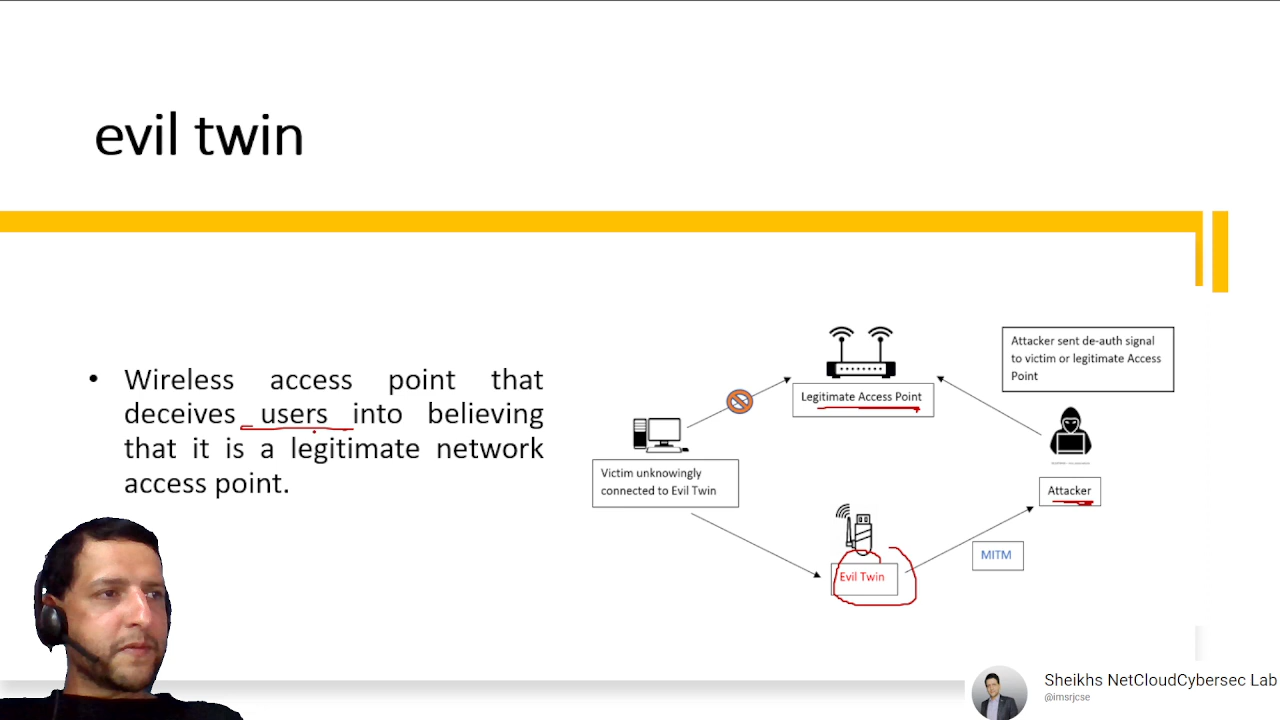 evil twin
• Wireless access point that
deceives users into believing
that it is a legitimate network
access point.
Legitimate Access Point
Attacker sent de-auth signal
to victim or legitimate Access
Point
Victim unknowingly
connected to Evil Twin
Attacker
MITM
Evil Twin
Sheikhs NetCloudCybersec Lab
@imsrjcse